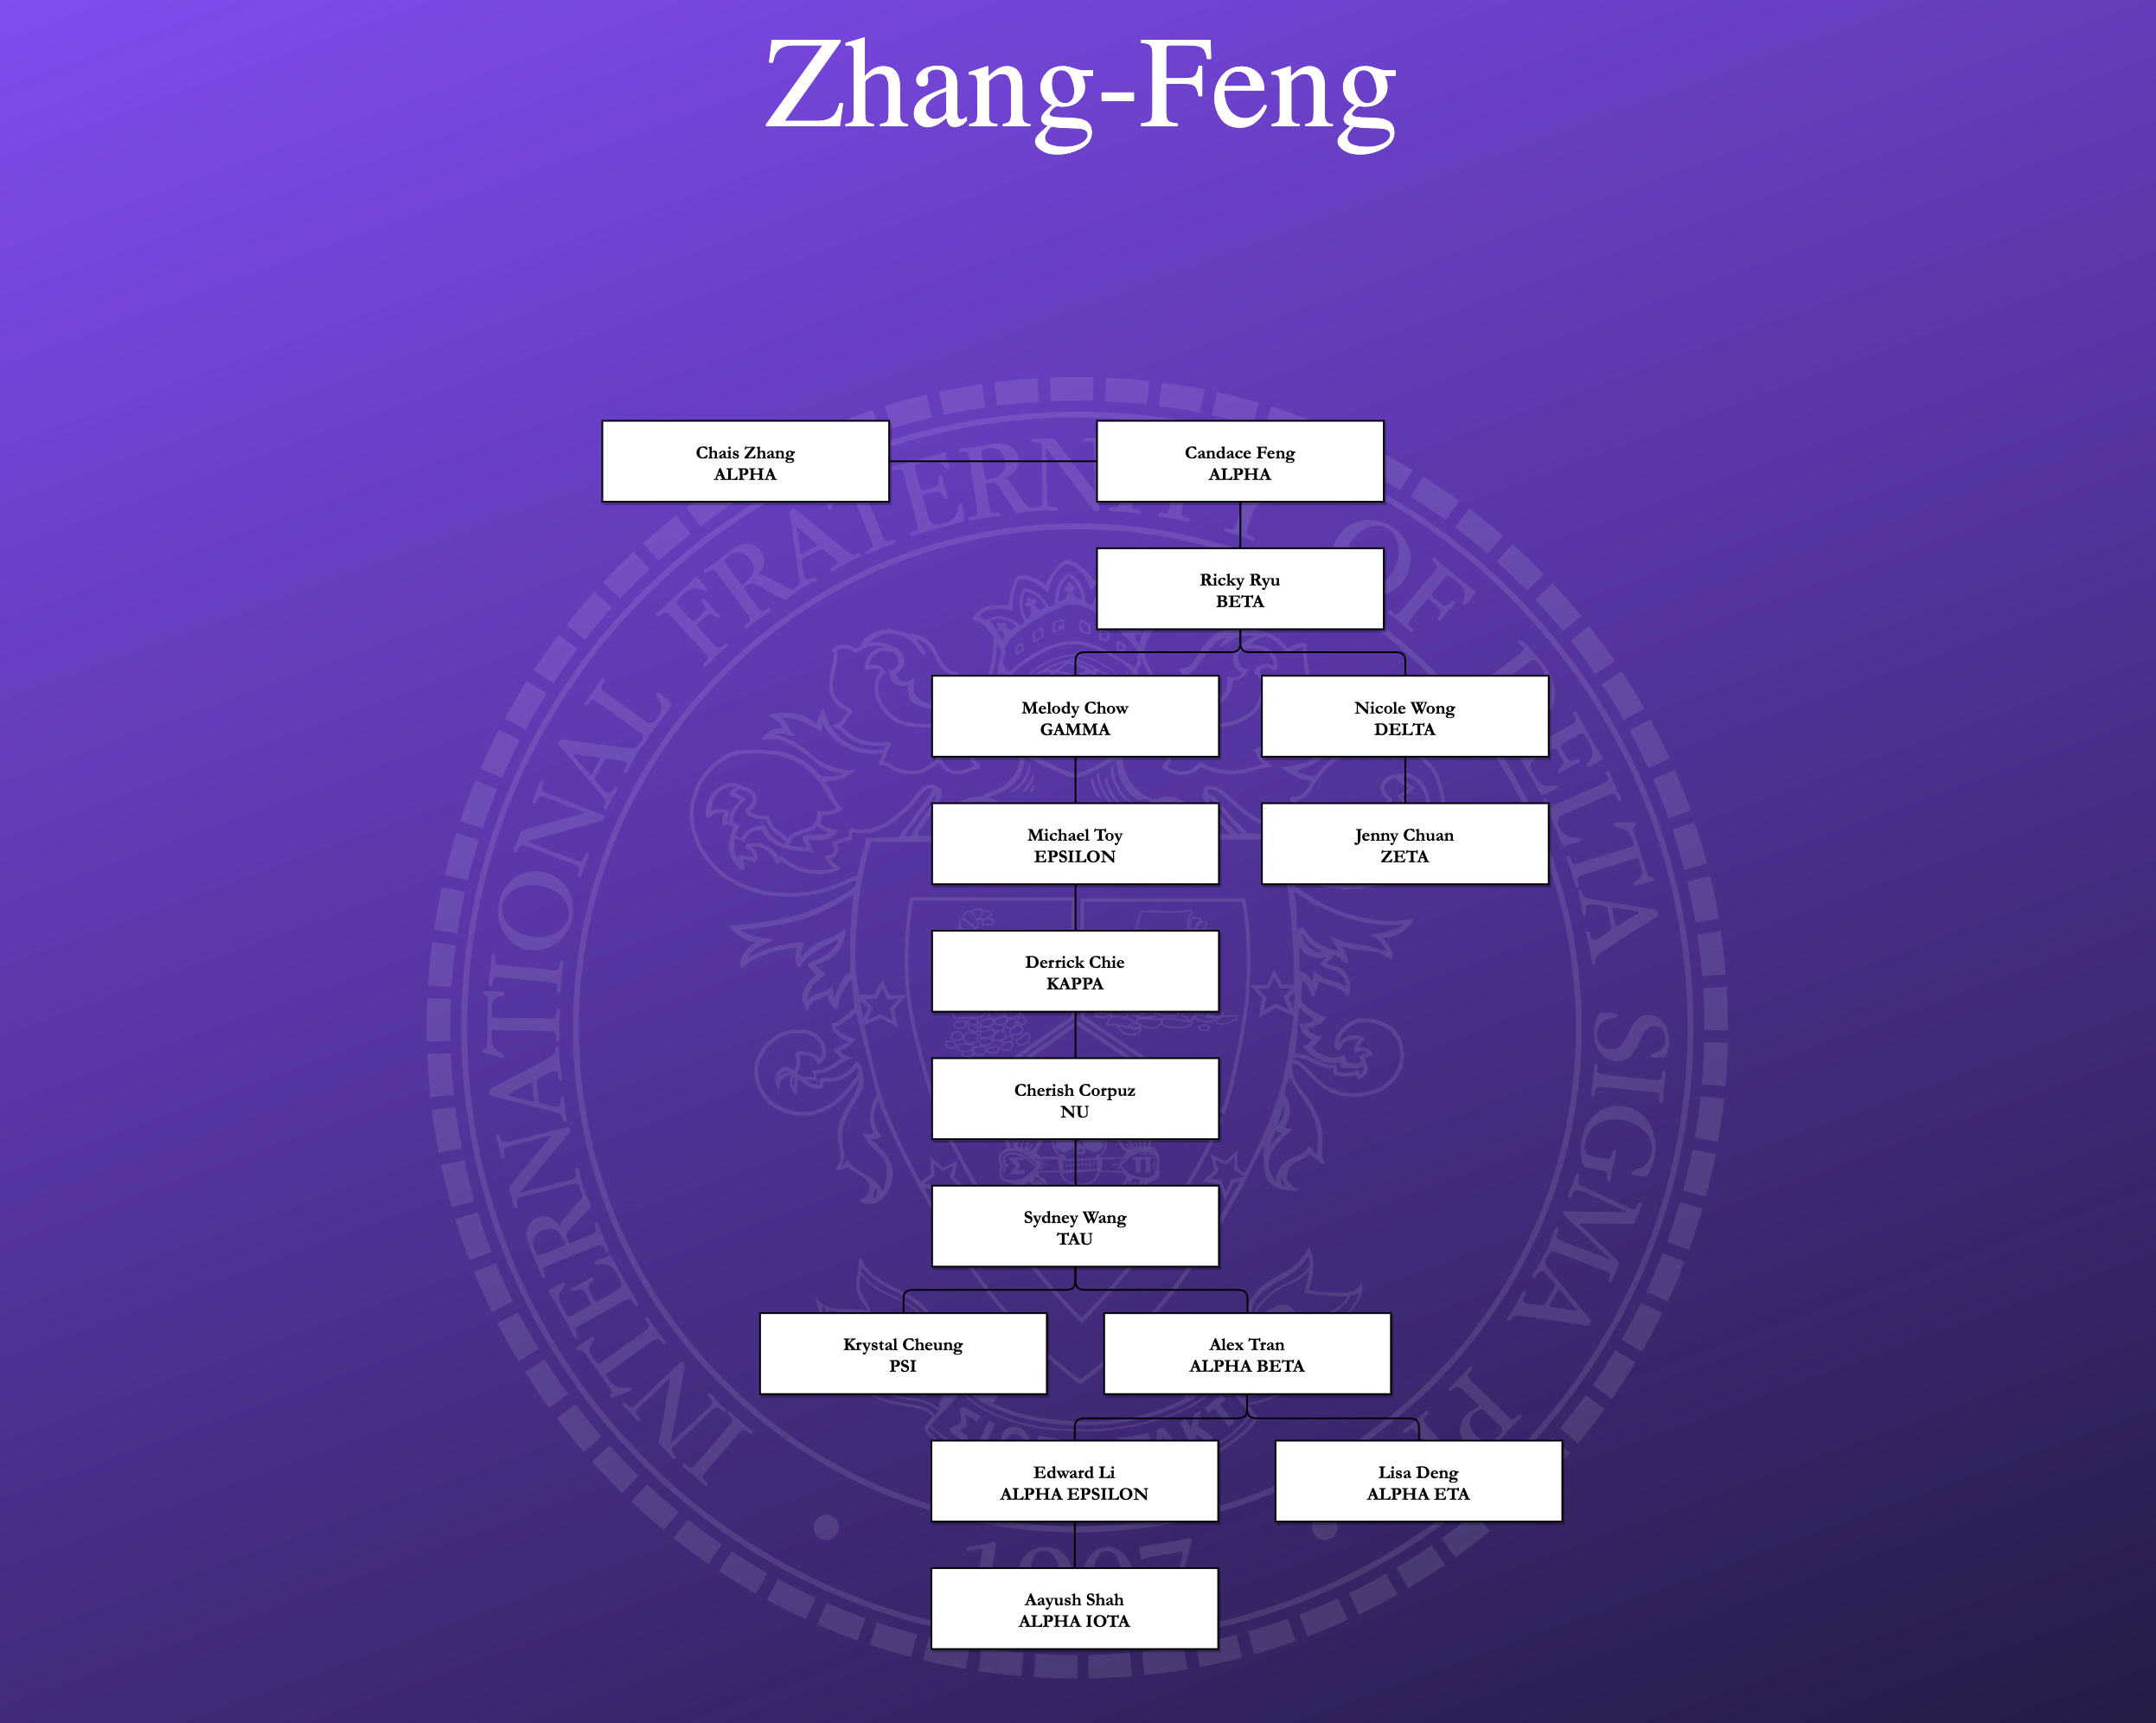 Zhang-Feng
Chais Zhang
ALPHA
Candace Feng
ALPHA
Ricky Ryu
BETA
Melody Chow
GAMMA
Nicole Wong
DELTA
Michael Toy
EPSILON
Jenny Chuan
ZETA
Derrick Chie
KAPPA
Cherish Corpuz
NU
Sydney Wang
TAU
Krystal Cheung
PSI
Alex Tran
ALPHA BETA
Edward Li
ALPHA EPSILON
Lisa Deng
ALPHA ETA
Aayush Shah
ALPHA IOTA
INTERNATIONAL FRATERNITY OF DELTA SIGMA PI
Σ Π
1907